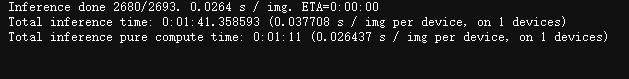 Inference done 2680/2693. 0.0264 s / img. ETA=0:00:00
Total inference time: 0:01:41.358593 (0.037708 s / img per device, on 1 devices)
Total inference pure compute time: 0:01:11 (0.026437 s / img per device, on 1 devices)